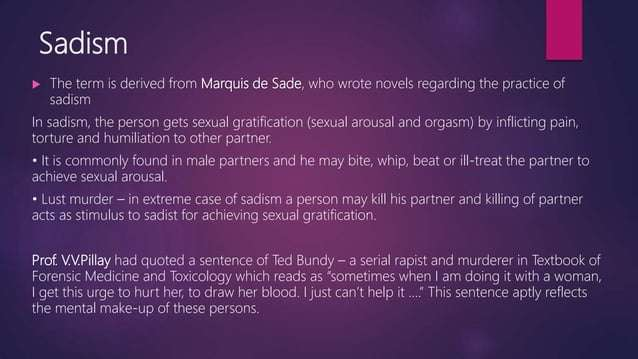 Sadism
The term is derived from Marquis de Sade, who wrote novels regarding the practice of
sadism
In sadism, the person gets sexual gratification (sexual arousal and orgasm) by inflicting pain,
torture and humiliation to other partner.
• It is commonly found in male partners and he may bite, whip, beat or ill-treat the partner to
achieve sexual arousal.
• Lust murder – in extreme case of sadism a person may kill his partner and killing of partner
acts as stimulus to sadist for achieving sexual gratification.
Prof. V.V.Pillay had quoted a sentence of Ted Bundy – a serial rapist and murderer in Textbook of
Forensic Medicine and Toxicology which reads as “sometimes when I am doing it with a woman,
I get this urge to hurt her, to draw her blood. I just can’t help it ….” This sentence aptly reflects
the mental make-up of these persons.